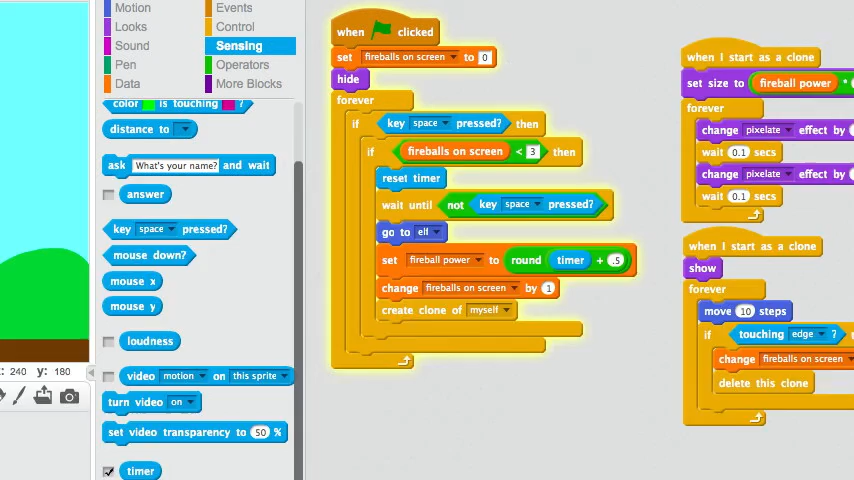 Motion
Events
Looks
Control
Sound
Sensing
Pen
Operators
Data
More Blocks
color is touching ?
distance to
ask What's your name? and wait
answer
key space pressed?
mouse down?
mouse x
mouse y
loudness
video motion on this sprite
turn video on
set video transparency to 50 %
timer
: 240 y: 180
when clicked
set fireballs on screen to 0
hide
forever
if key space pressed? then
if fireballs on screen < 3 then
reset timer
wait until not key space pressed?
go to elf
set fireball power to round timer + .5
change fireballs on screen by 1
create clone of myself
when I start as a clone
set size to fireball power *
forever
change pixelate effect by
wait 0.1 secs
change pixelate effect by
wait 0.1 secs
when I start as a clone
show
forever
move 10 steps
if touching edge ?
change fireballs on screen
delete this clone